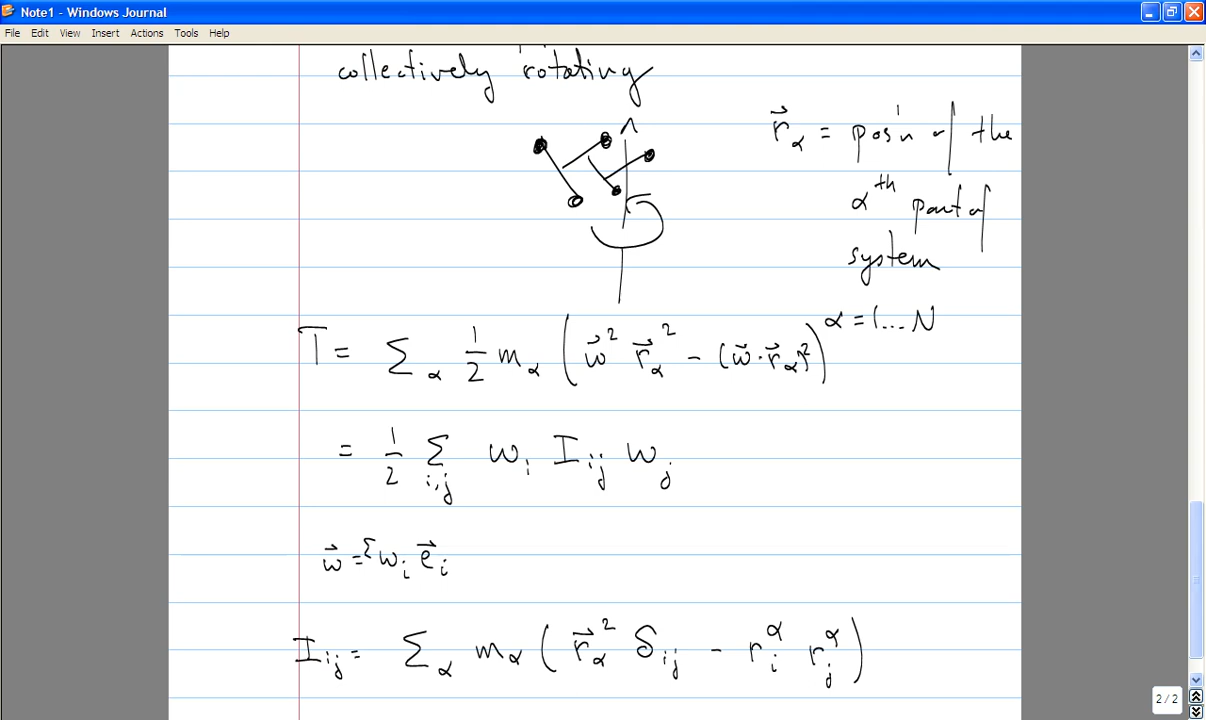 Note1 - Windows Journal
File Edit View Insert Actions Tools Help
collectively rotating
r⃗_α = pos'n of the
α^th part of
system
α = 1...N
T = Σ_α 1/2 m_α (ω⃗² r⃗_α² - (ω⃗·r⃗_α)²)
= 1/2 Σ_{i,j} ω_i I_ij ω_j
ω⃗ = Σ ω_i e⃗_i
I_ij = Σ_α m_α (r⃗_α² δ_ij - r_i^α r_j^α)
2 / 2